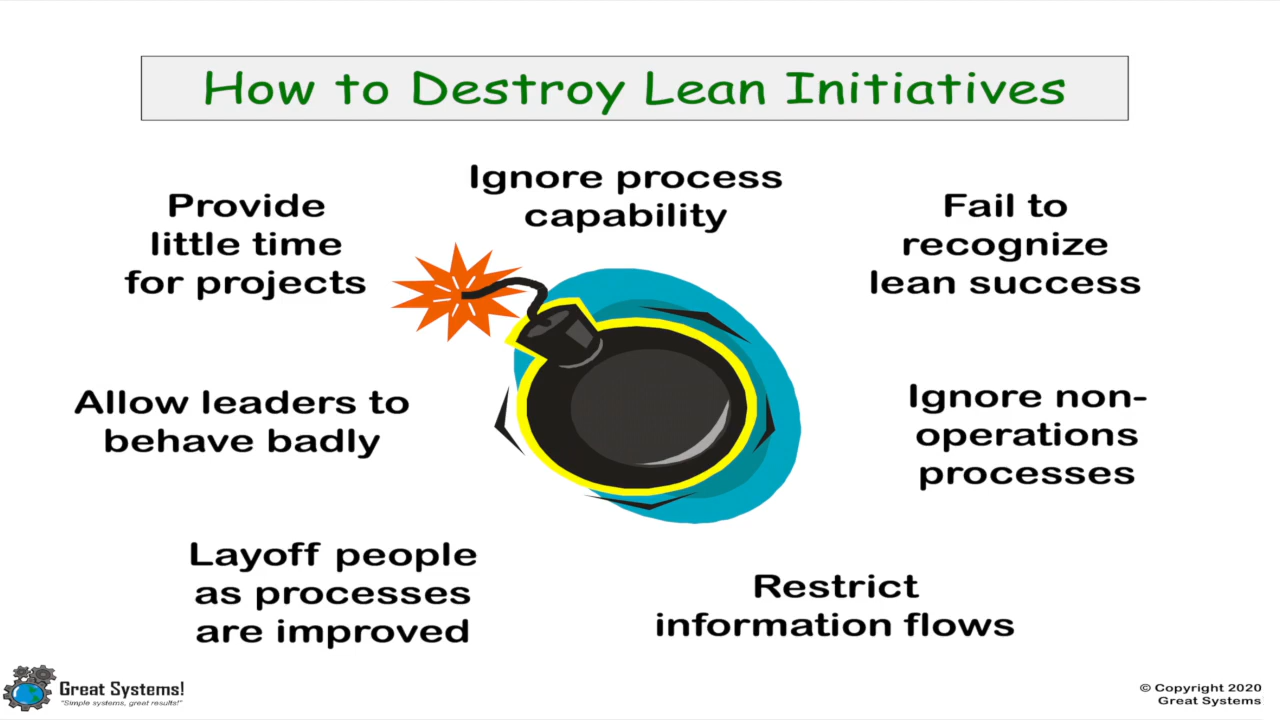 How to Destroy Lean Initiatives
Ignore process
capability
Provide
little time
for projects
Fail to
recognize
lean success
Allow leaders to
behave badly
Ignore non-
operations
processes
Layoff people
as processes
are improved
Restrict
information flows
Great Systems!
"Simple systems, great results!"
© Copyright 2020
Great Systems